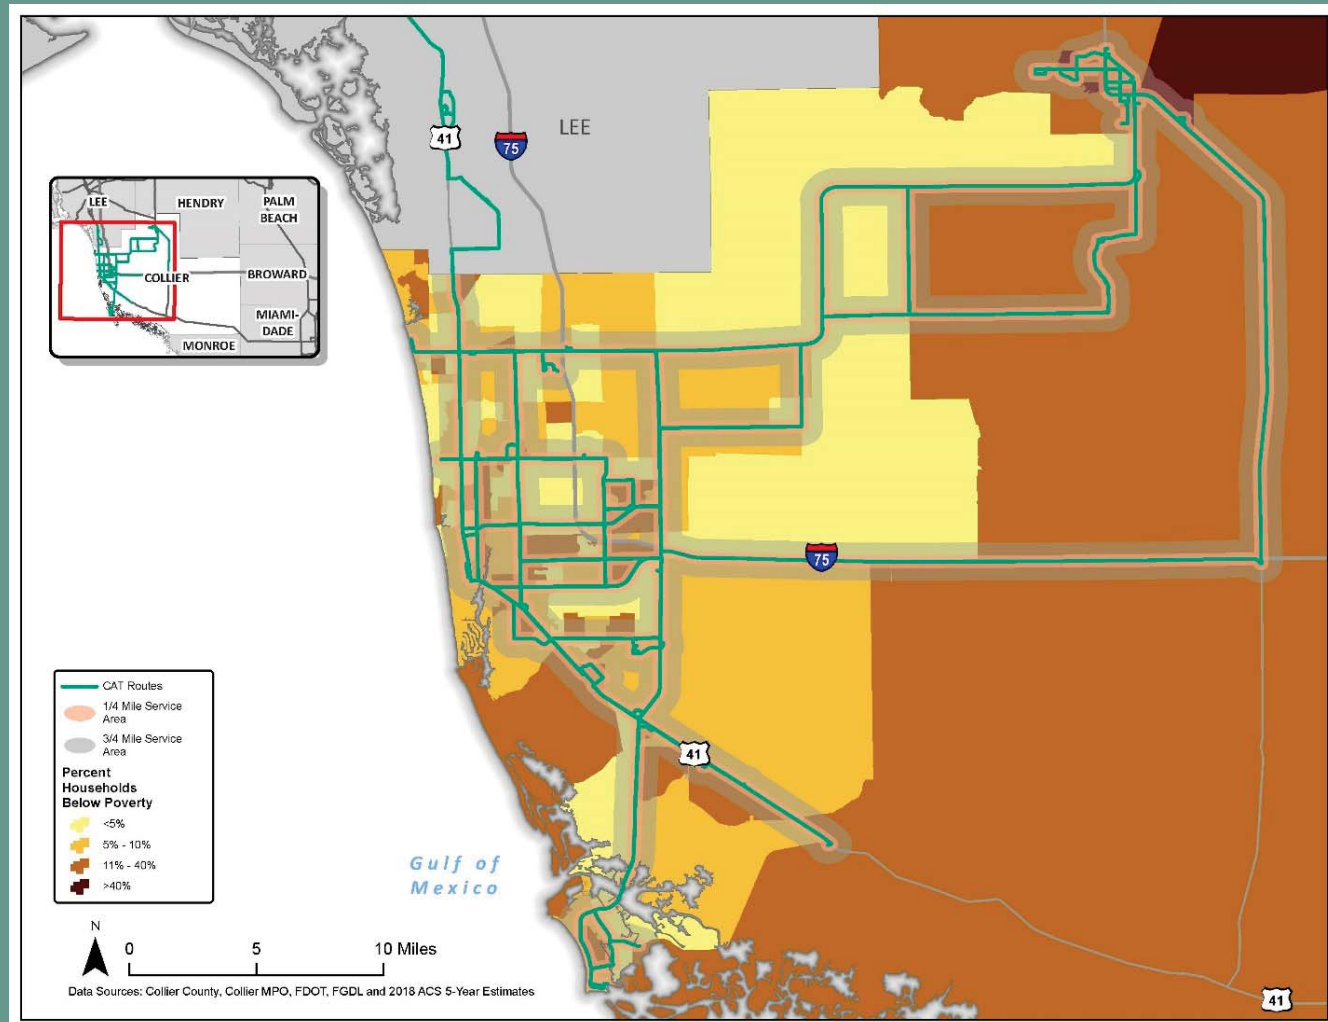 41
75
LEE
LEE
HENDRY
PALM
BEACH
COLLIER
BROWARD
MIAMI-
DADE
MONROE
75
41
CAT Routes
1/4 Mile Service
Area
3/4 Mile Service
Area
Percent
Households
Below Poverty
<5%
5% - 10%
11% - 40%
>40%
Gulf of
Mexico
N
0 5 10 Miles
Data Sources: Collier County, Collier MPO, FDOT, FGDL and 2018 ACS 5-Year Estimates
41